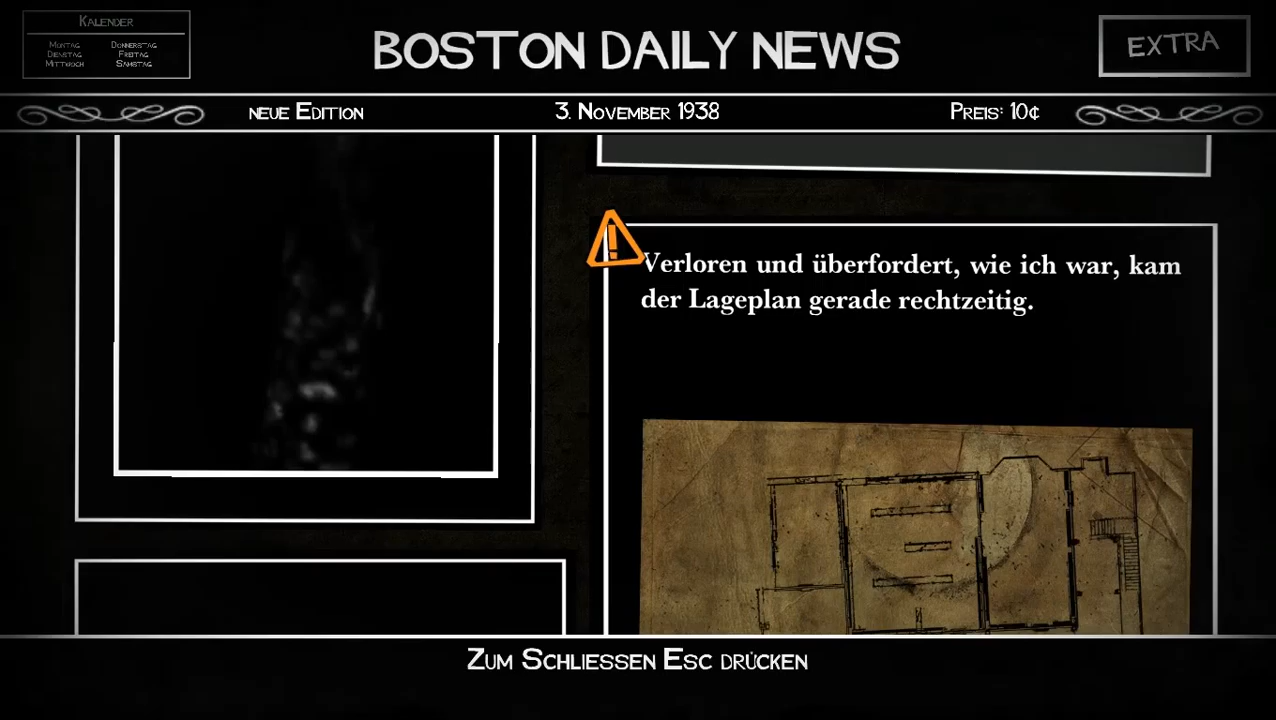 KALENDER
MONTAG DONNERSTAG
DIENSTAG FREITAG
MITTWOCH SAMSTAG
BOSTON DAILY NEWS
EXTRA
NEUE EDITION 3. NOVEMBER 1938 PREIS: 10¢
Verloren und überfordert, wie ich war, kam
der Lageplan gerade rechtzeitig.
ZUM SCHLIESSEN ESC DRÜCKEN